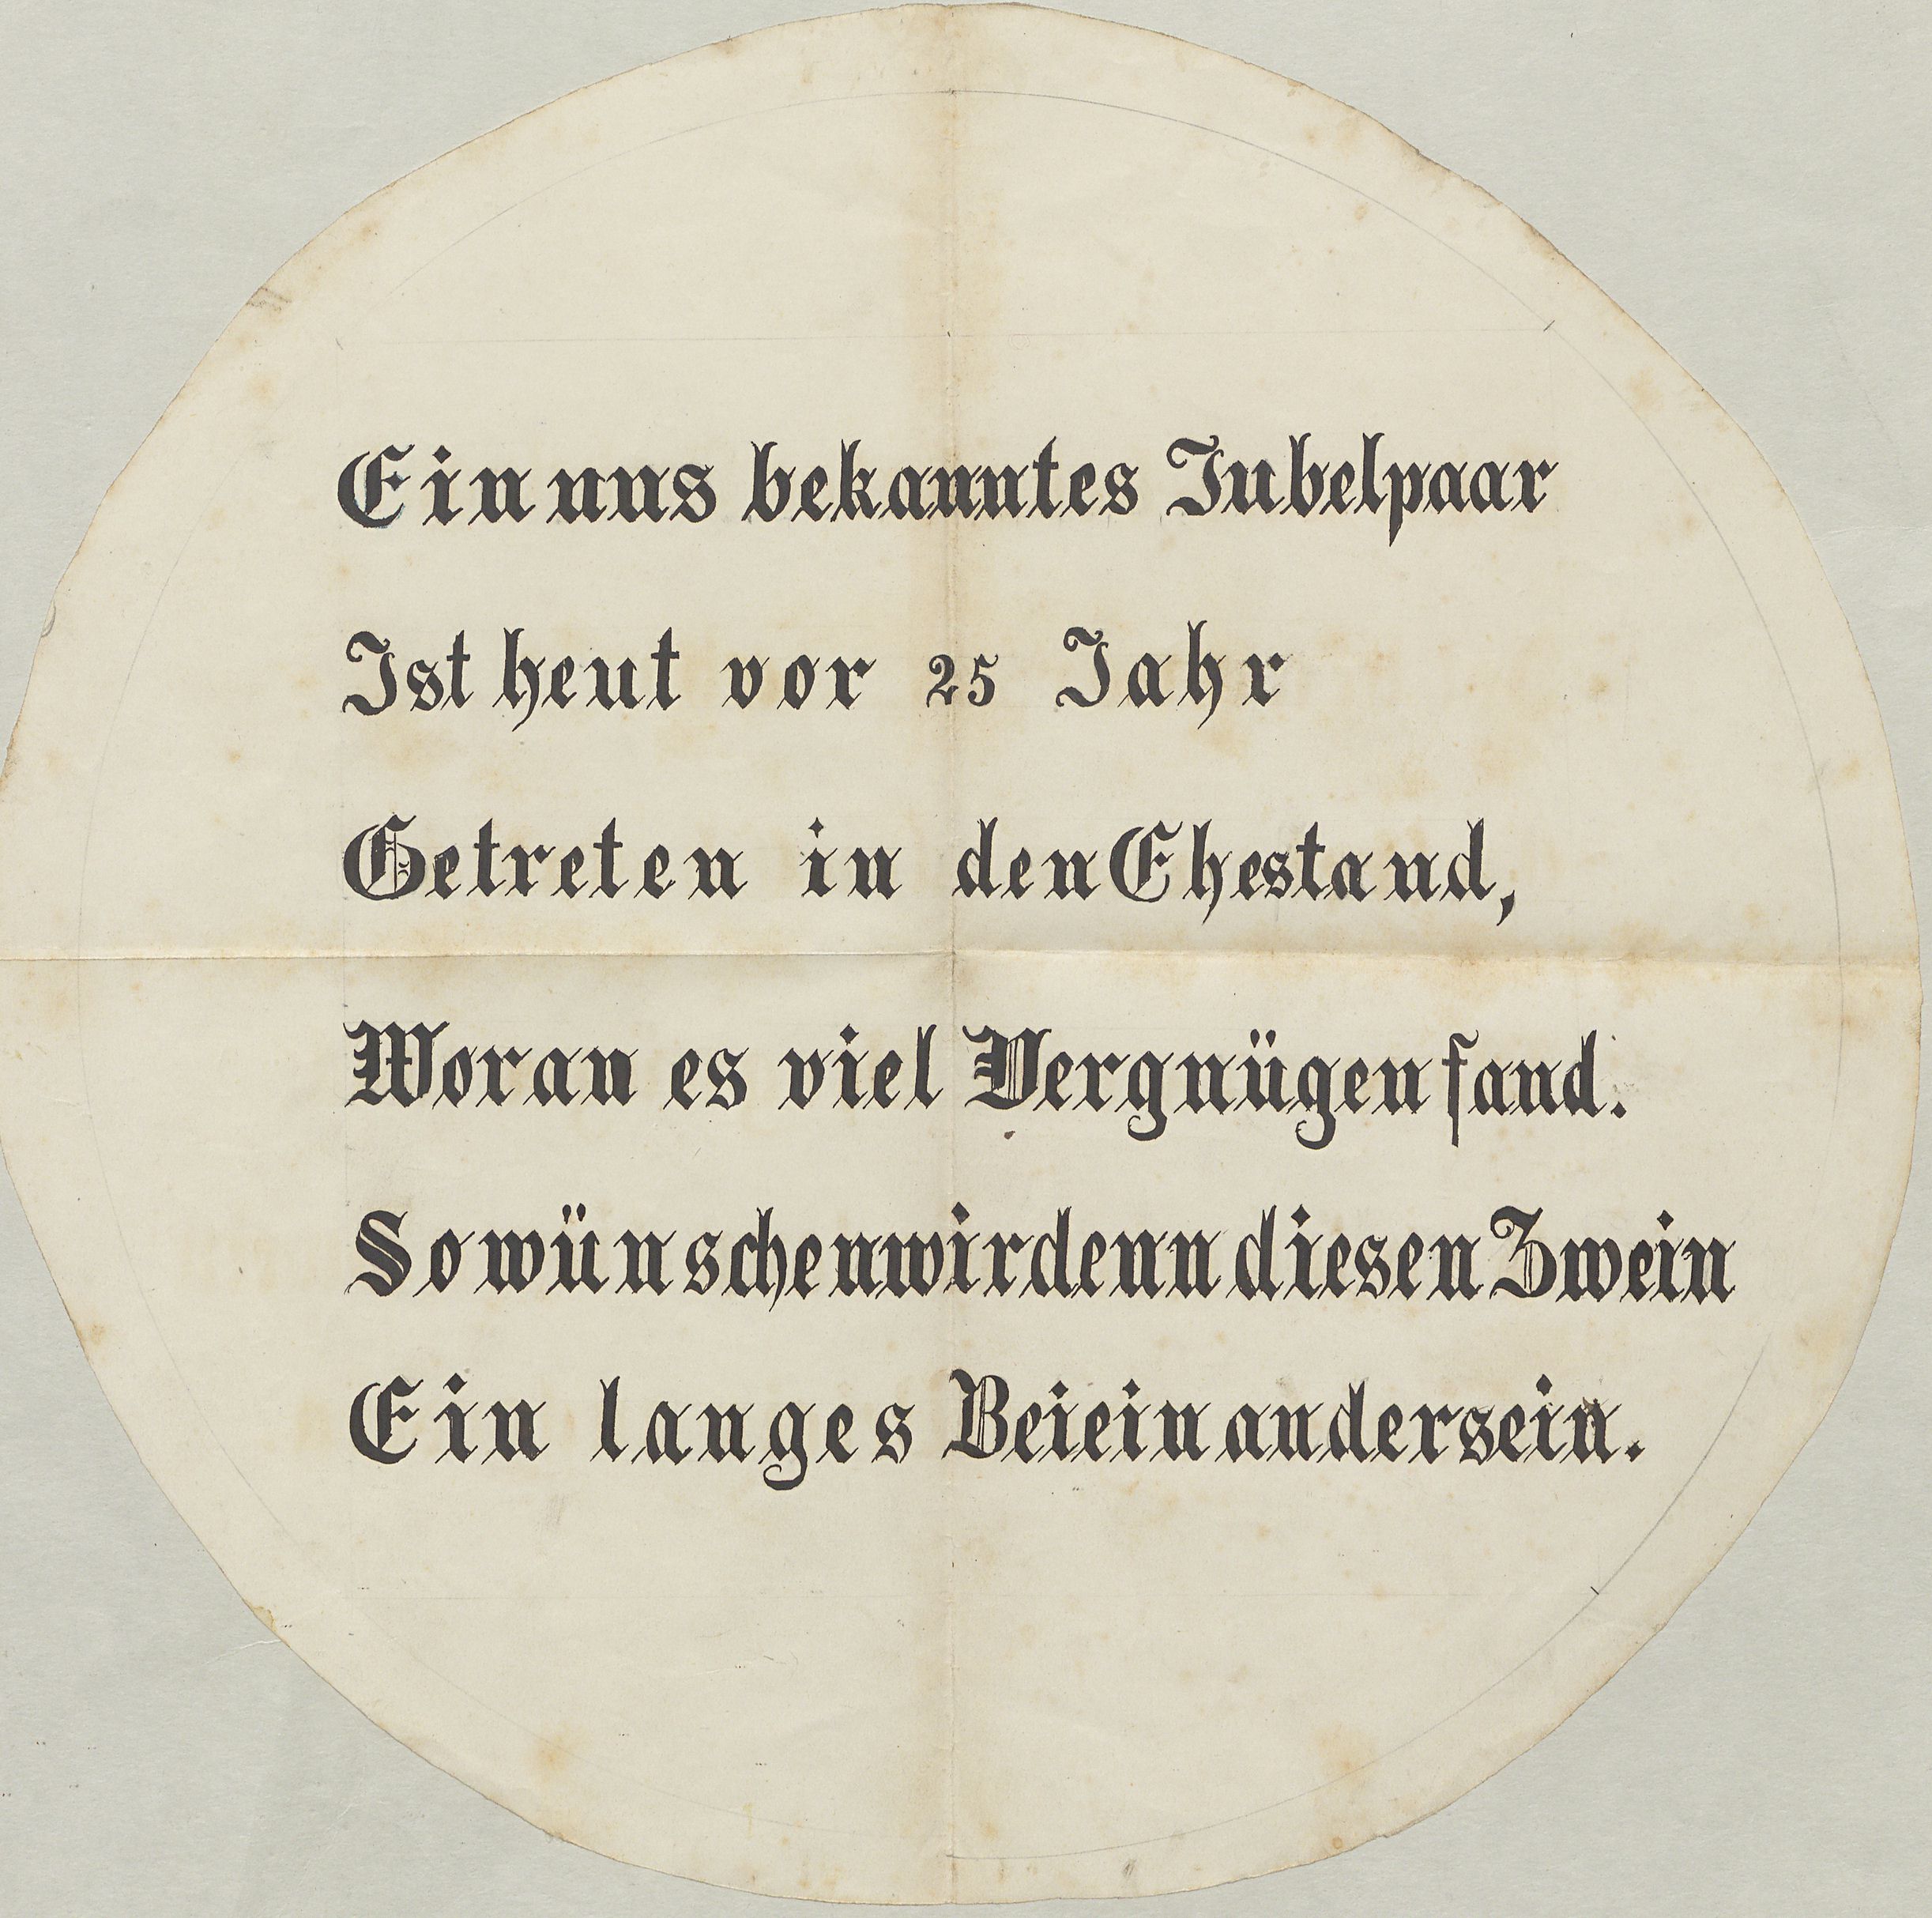 Ein uns bekanntes Jubelpaar
Ist heut vor 25 Jahr
Getreten in den Ehestand,
Woran es viel Vergnügen fand.
So wünschen wir denn diesen Zwein
Ein langes Beieinandersein.